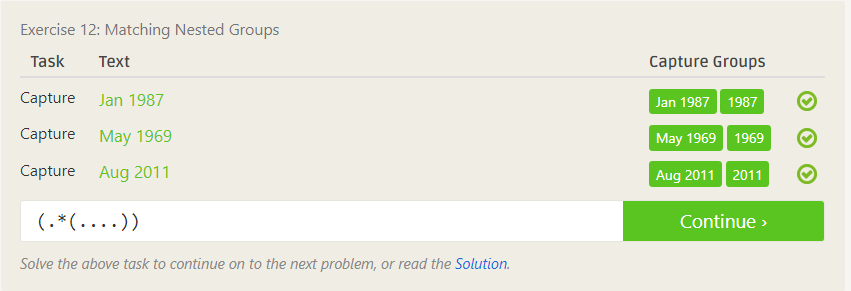 Exercise 12: Matching Nested Groups
Task Text Capture Groups
Capture Jan 1987 Jan 1987 1987
Capture May 1969 May 1969 1969
Capture Aug 2011 Aug 2011 2011
(.*(....)) Continue ›
Solve the above task to continue on to the next problem, or read the Solution.